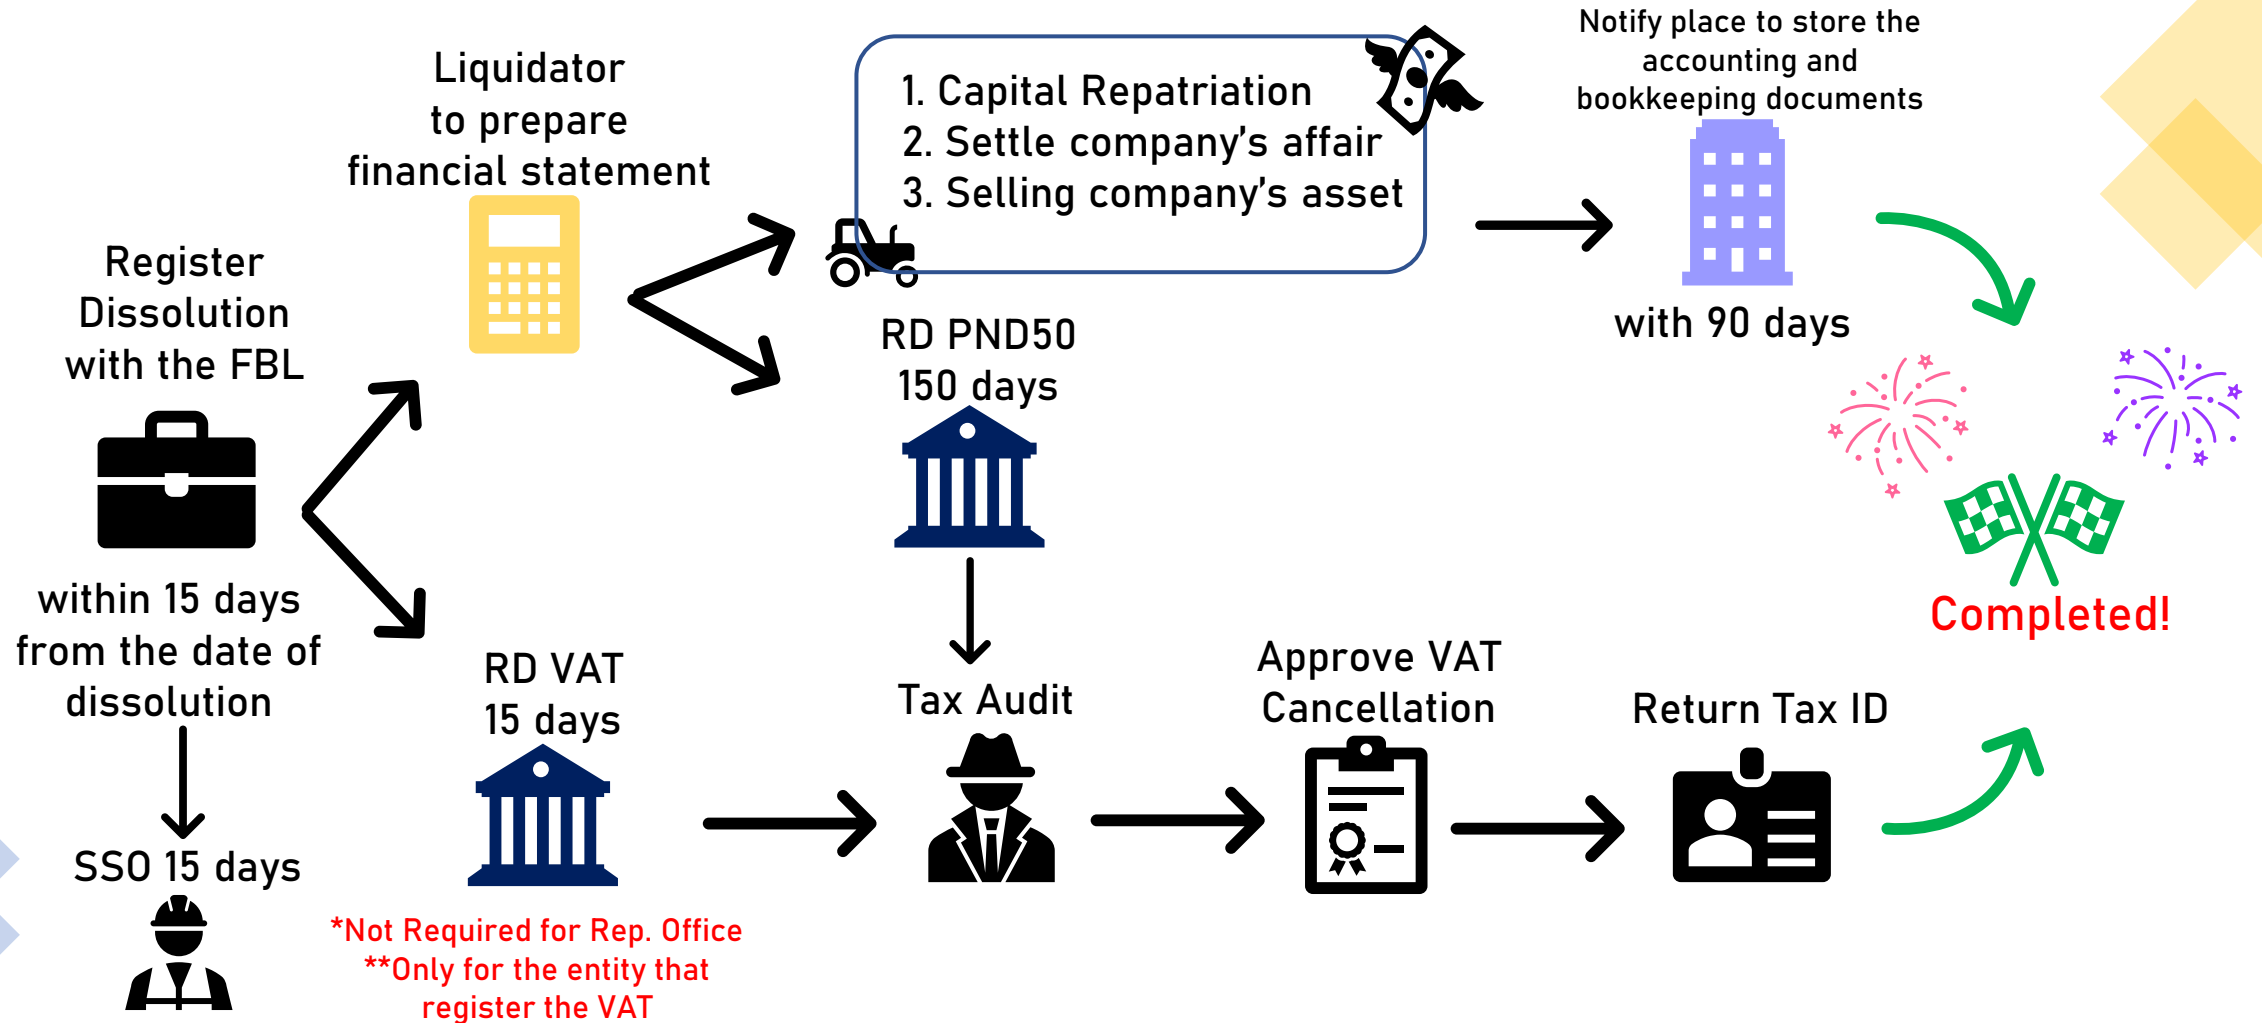 Register
Dissolution
with the FBL
within 15 days
from the date of
dissolution
SSO 15 days
Liquidator
to prepare
financial statement
1. Capital Repatriation
2. Settle company's affair
3. Selling company's asset
Notify place to store the
accounting and
bookkeeping documents
with 90 days
RD PND50
150 days
RD VAT
15 days
*Not Required for Rep. Office
**Only for the entity that
register the VAT
Tax Audit
Approve VAT
Cancellation
Return Tax ID
Completed!